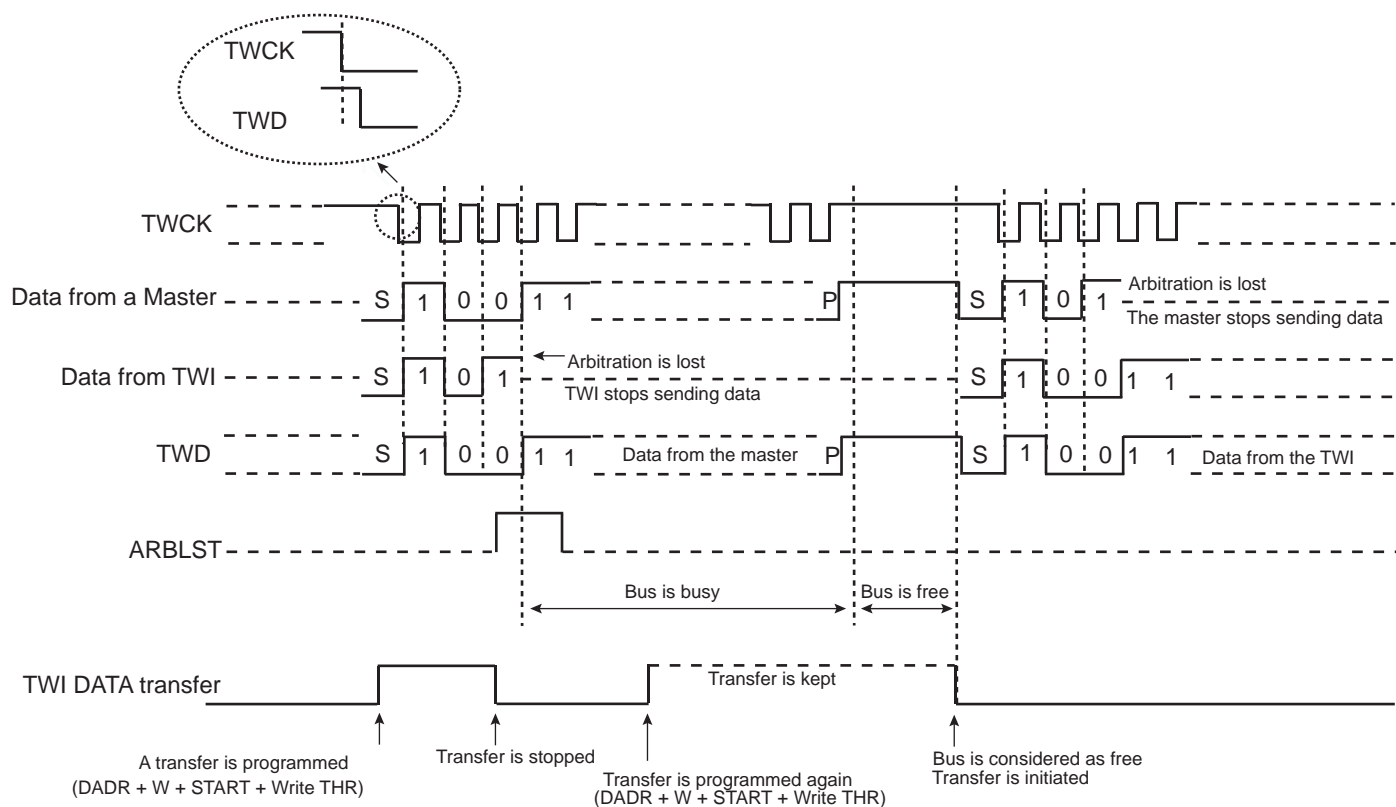 TWCK
TWD
TWCK
Data from a Master
S 1 0 0 1 1
P
S 1 0 1
Arbitration is lost
The master stops sending data
Data from TWI
S 1 0 1
Arbitration is lost
TWI stops sending data
S 1 0 0 1 1
TWD
S 1 0 0 1 1
Data from the master
P
S 1 0 0 1 1
Data from the TWI
ARBLST
Bus is busy
Bus is free
TWI DATA transfer
Transfer is kept
A transfer is programmed
(DADR + W + START + Write THR)
Transfer is stopped
Transfer is programmed again
(DADR + W + START + Write THR)
Bus is considered as free
Transfer is initiated